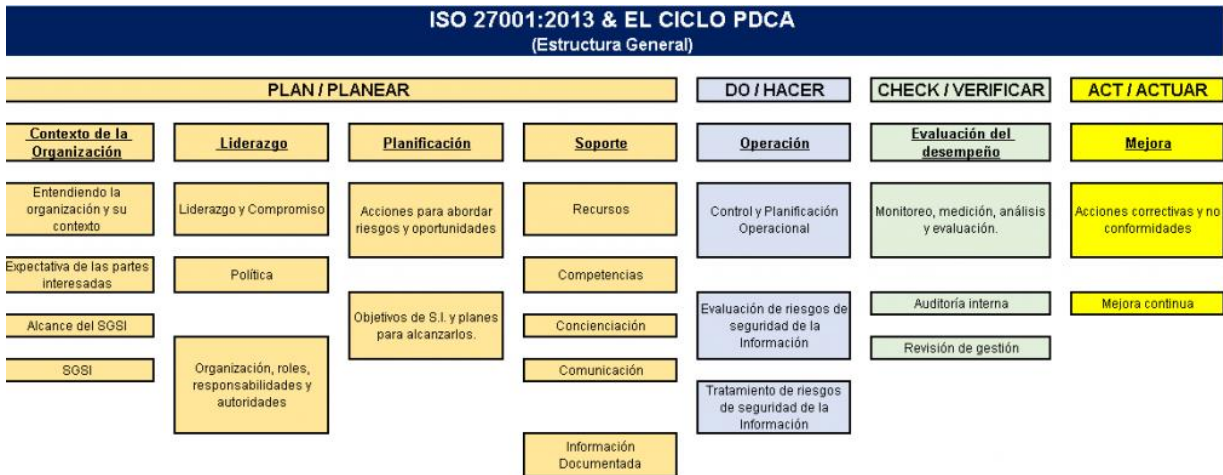 ISO 27001:2013 & EL CICLO PDCA
(Estructura General)
PLAN / PLANEAR
DO / HACER
CHECK / VERIFICAR
ACT / ACTUAR
Contexto de la
Organización
Liderazgo
Planificación
Soporte
Operación
Evaluación del
desempeño
Mejora
Entendiendo la
organización y su
contexto
Expectativa de las partes
interesadas
Alcance del SGSI
SGSI
Liderazgo y Compromiso
Política
Organización, roles,
responsabilidades y
autoridades
Acciones para abordar
riesgos y oportunidades
Objetivos de S.I. y planes
para alcanzarlos.
Recursos
Competencias
Concienciación
Comunicación
Información
Documentada
Control y Planificación
Operacional
Evaluación de riesgos de
seguridad de la
Información
Tratamiento de riesgos
de seguridad de la
Información
Monitoreo, medición, análisis
y evaluación.
Auditoría interna
Revisión de gestión
Acciones correctivas y no
conformidades
Mejora continua